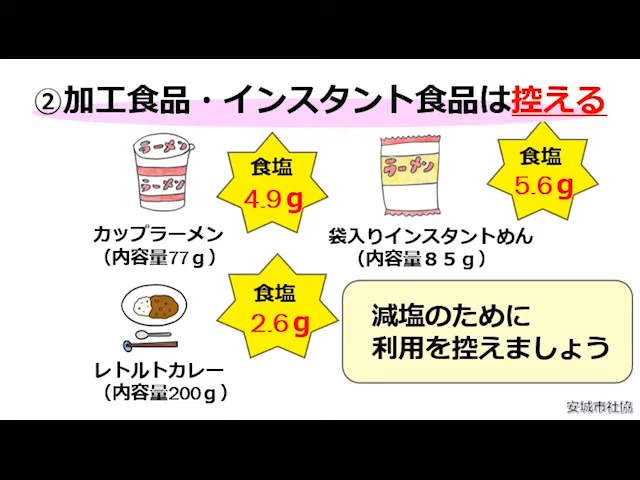 ②加工食品・インスタント食品は控える
ラーメン
ラーメン
食塩
4.9g
カップラーメン
（内容量77ｇ）
ラーメン
食塩
5.6g
袋入りインスタントめん
（内容量８５ｇ）
食塩
2.6g
レトルトカレー
（内容量200ｇ）
減塩のために
利用を控えましょう
安城市社協